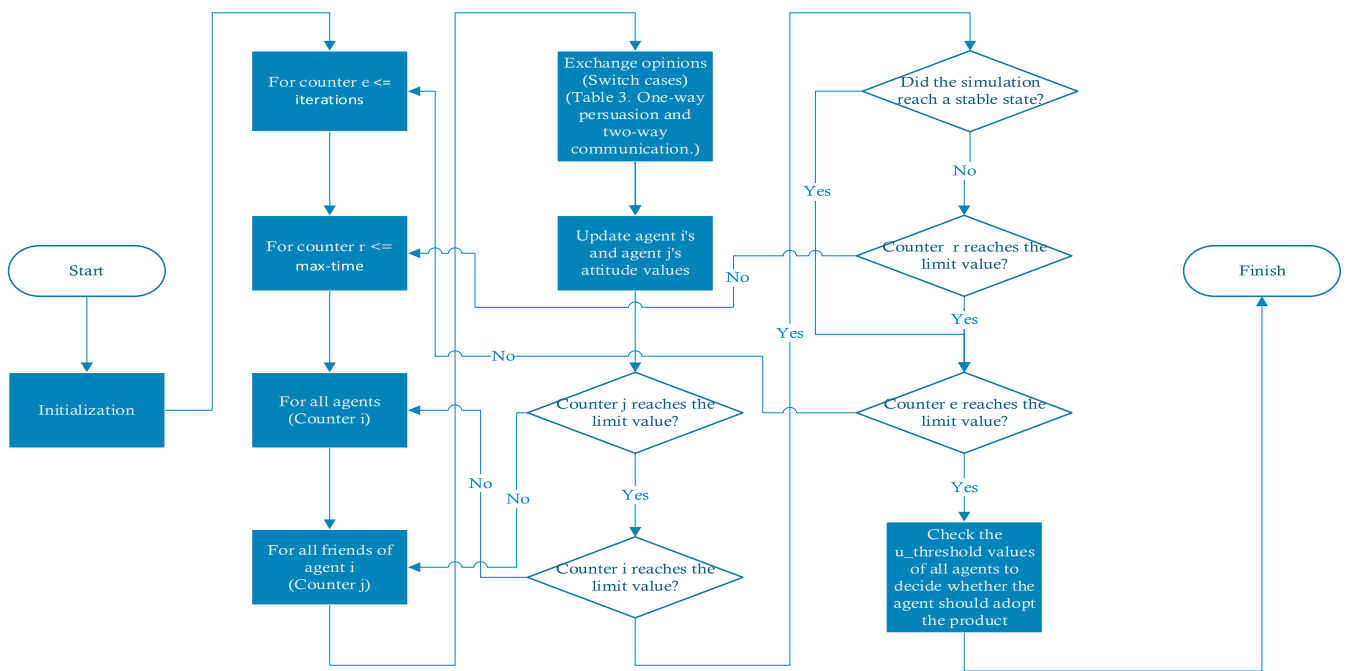 Start
Initialization
For counter e <=
iterations
For counter r <=
max-time
For all agents
(Counter i)
For all friends of
agent i
(Counter j)
Exchange opinions
(Switch cases)
(Table 3. One-way
persuasion and
two-way
communication.)
Update agent i's
and agent j's
attitude values
Counter j reaches the
limit value?
No
Yes
Counter i reaches the
limit value?
No
Yes
Did the simulation
reach a stable state?
Yes
No
Counter r reaches the
limit value?
No
Yes
Counter e reaches the
limit value?
No
Yes
Check the
u_threshold values
of all agents to
decide whether the
agent should adopt
the product
Finish